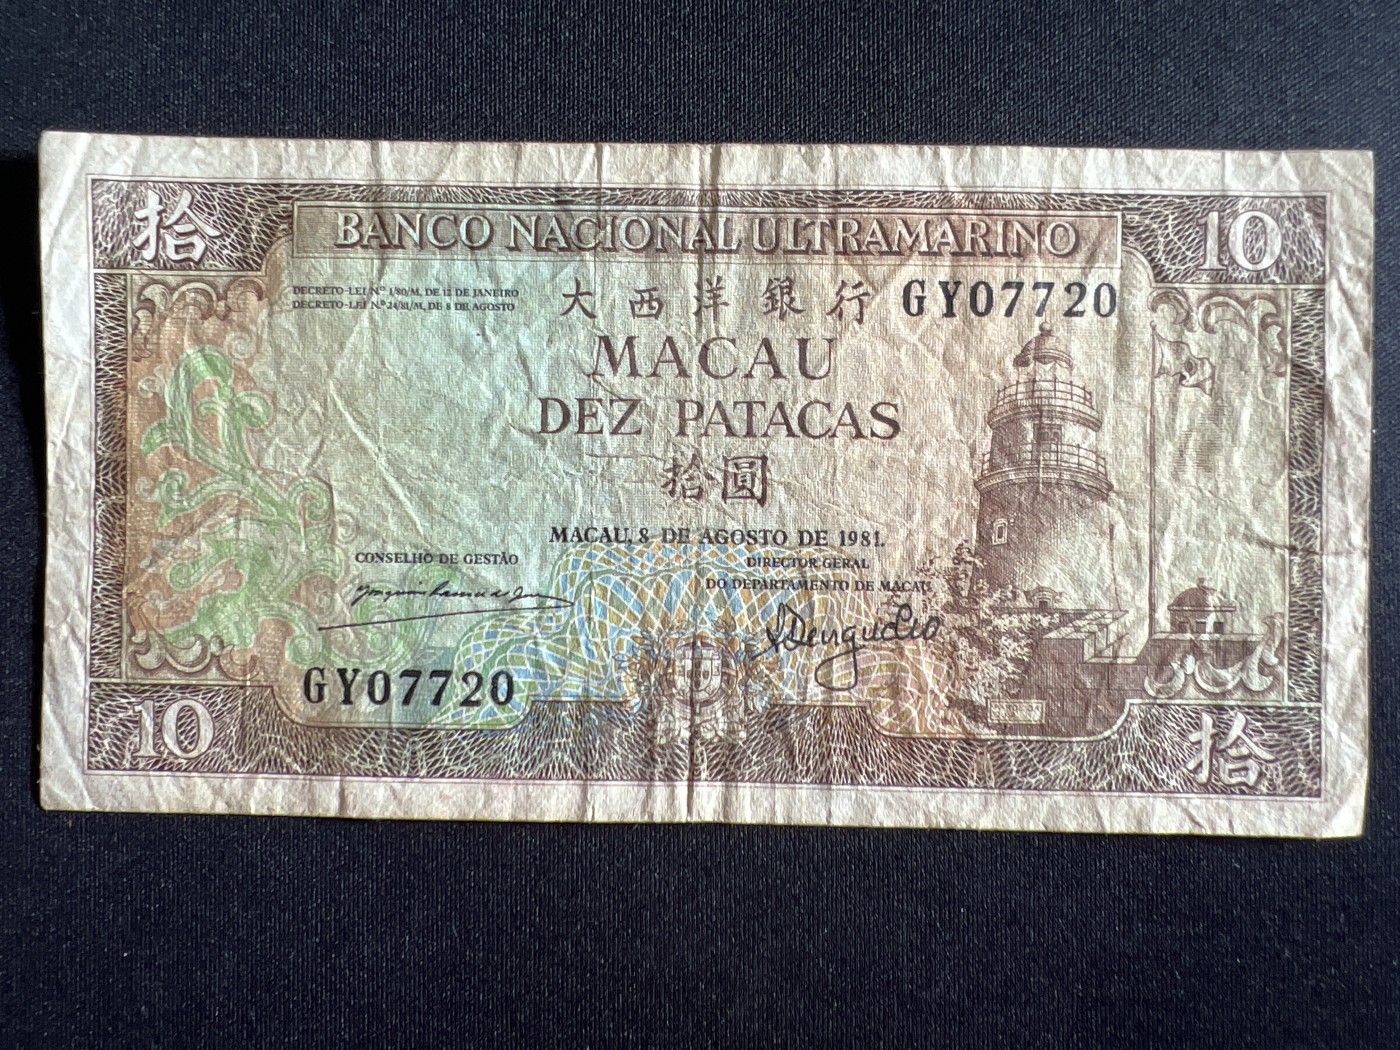 拾
BANCO NACIONAL ULTRAMARINO
10
DECRETO-LEI N.º 1/80/M, DE 12 DE JANEIRO
DECRETO-LEI N.º 24/81/M, DE 8 DE AGOSTO
大西洋銀行
GY07720
MACAU
DEZ PATACAS
拾圓
MACAU, 8 DE AGOSTO DE 1981.
CONSELHO DE GESTÃO
DIRECTOR GERAL
DO DEPARTAMENTO DE MACAU
GY07720
10
拾